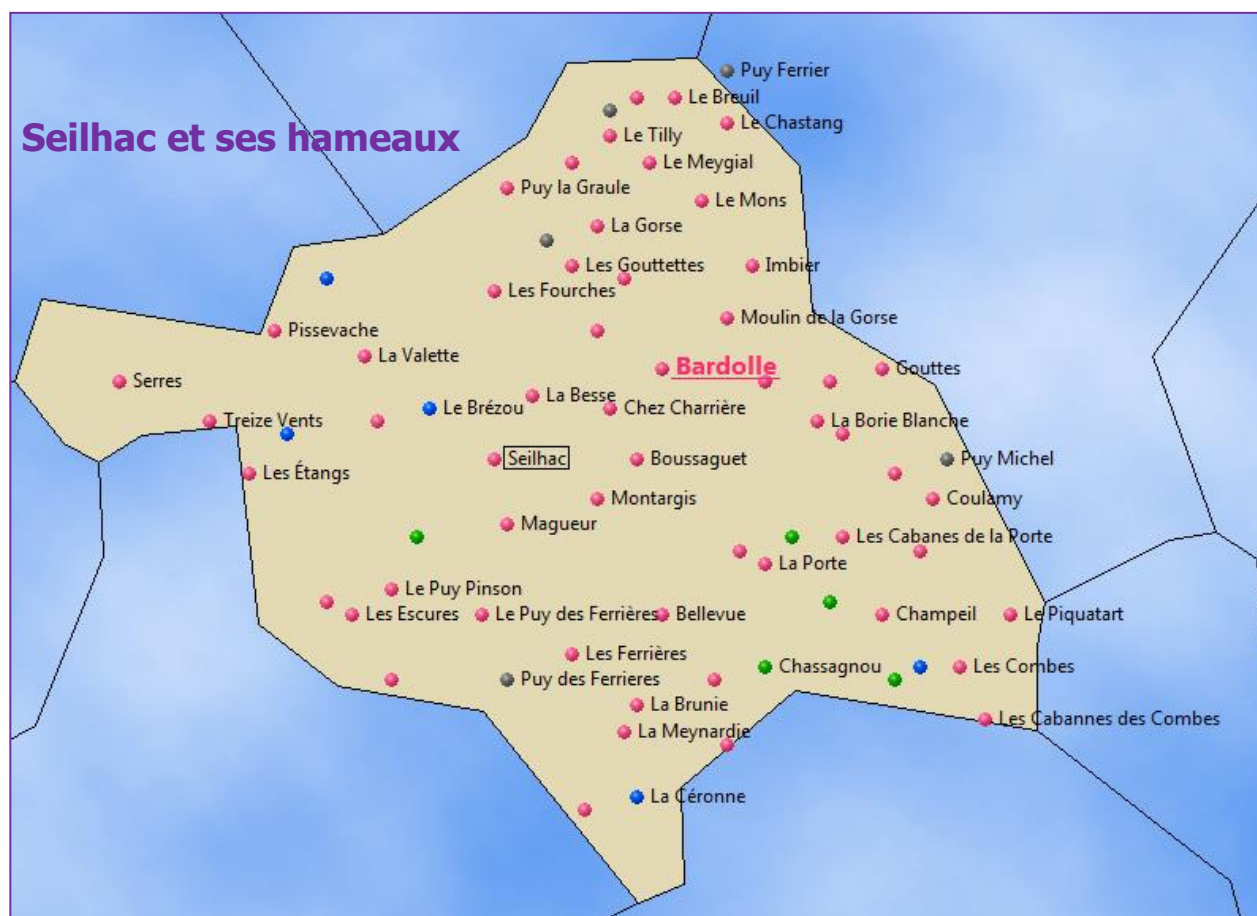 Puy Ferrier
Le Breuil
Le Chastang
Seilhac et ses hameaux
Le Tilly
Le Meygial
Puy la Graule
Le Mons
La Gorse
Les Gouttettes
Imbier
Les Fourches
Moulin de la Gorse
Pissevache
La Valette
Bardolle
Gouttes
Serres
La Besse
Le Brézou
Chez Charrière
Treize Vents
La Borie Blanche
Seilhac
Boussaguet
Puy Michel
Les Étangs
Montargis
Coulamy
Magueur
Les Cabanes de la Porte
La Porte
Le Puy Pinson
Les Escures
Le Puy des Ferrières
Bellevue
Champeil
Le Piquatart
Les Ferrières
Chassagnou
Les Combes
Puy des Ferrieres
La Brunie
Les Cabannes des Combes
La Meynardie
La Céronne